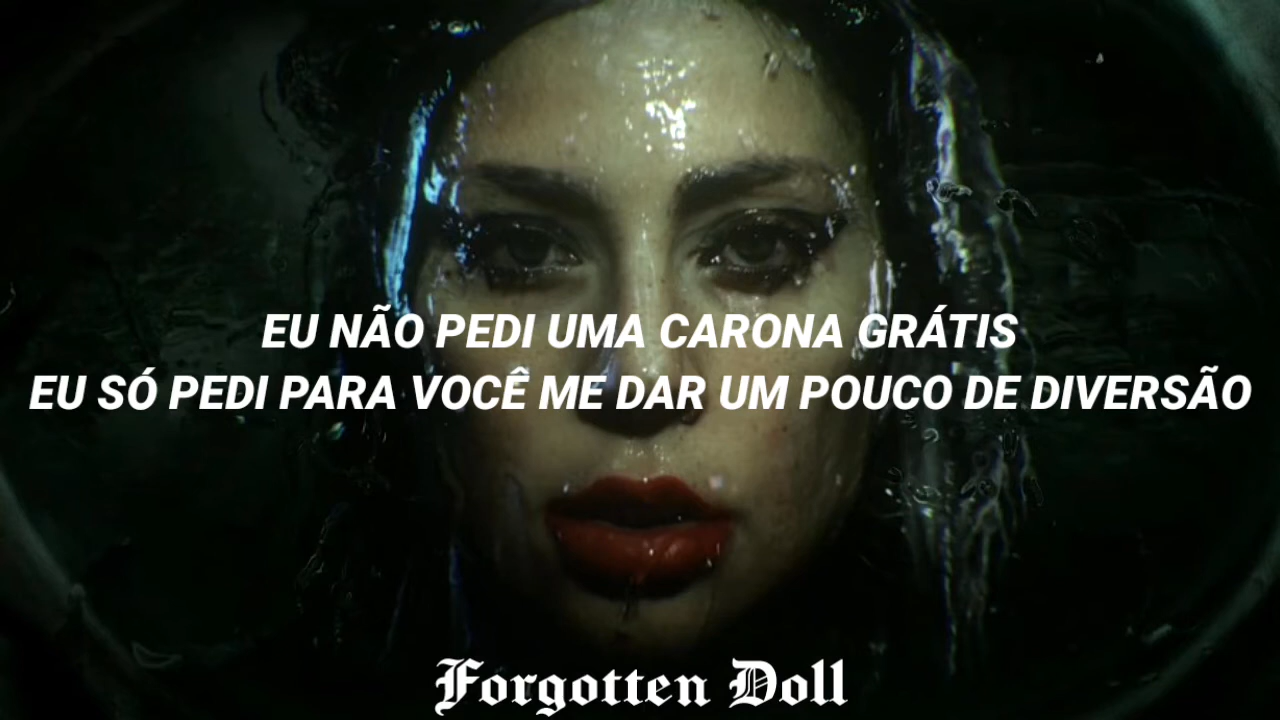 EU NÃO PEDI UMA CARONA GRÁTIS
EU SÓ PEDI PARA VOCÊ ME DAR UM POUCO DE DIVERSÃO
Forgotten Doll